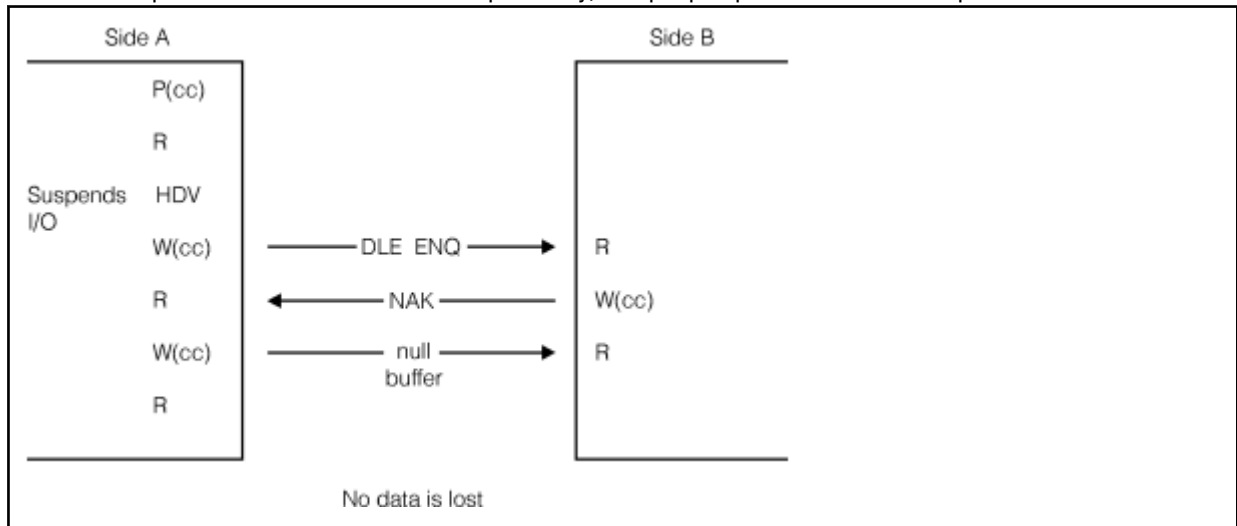 Side A Side B
P(cc)
R
Suspends HDV
I/O
W(cc) DLE ENQ R
R NAK W(cc)
W(cc) null R
buffer
R
No data is lost